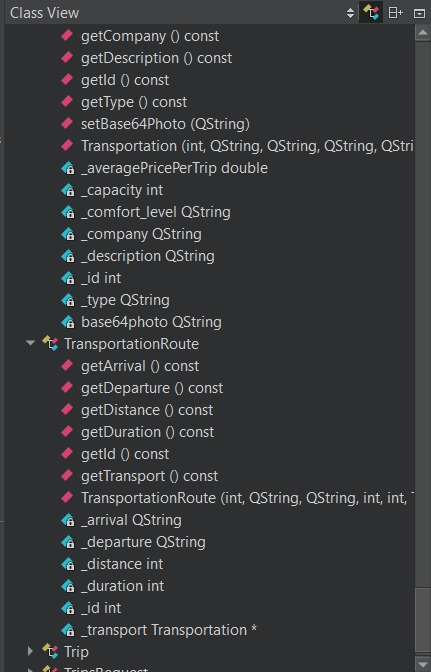 Class View
getCompany () const
getDescription () const
getId () const
getType () const
setBase64Photo (QString)
Transportation (int, QString, QString, QString, QStri
_averagePricePerTrip double
_capacity int
_comfort_level QString
_company QString
_description QString
_id int
_type QString
base64photo QString
TransportationRoute
getArrival () const
getDeparture () const
getDistance () const
getDuration () const
getId () const
getTransport () const
TransportationRoute (int, QString, QString, int, int,
_arrival QString
_departure QString
_distance int
_duration int
_id int
_transport Transportation *
Trip
TripsRequest